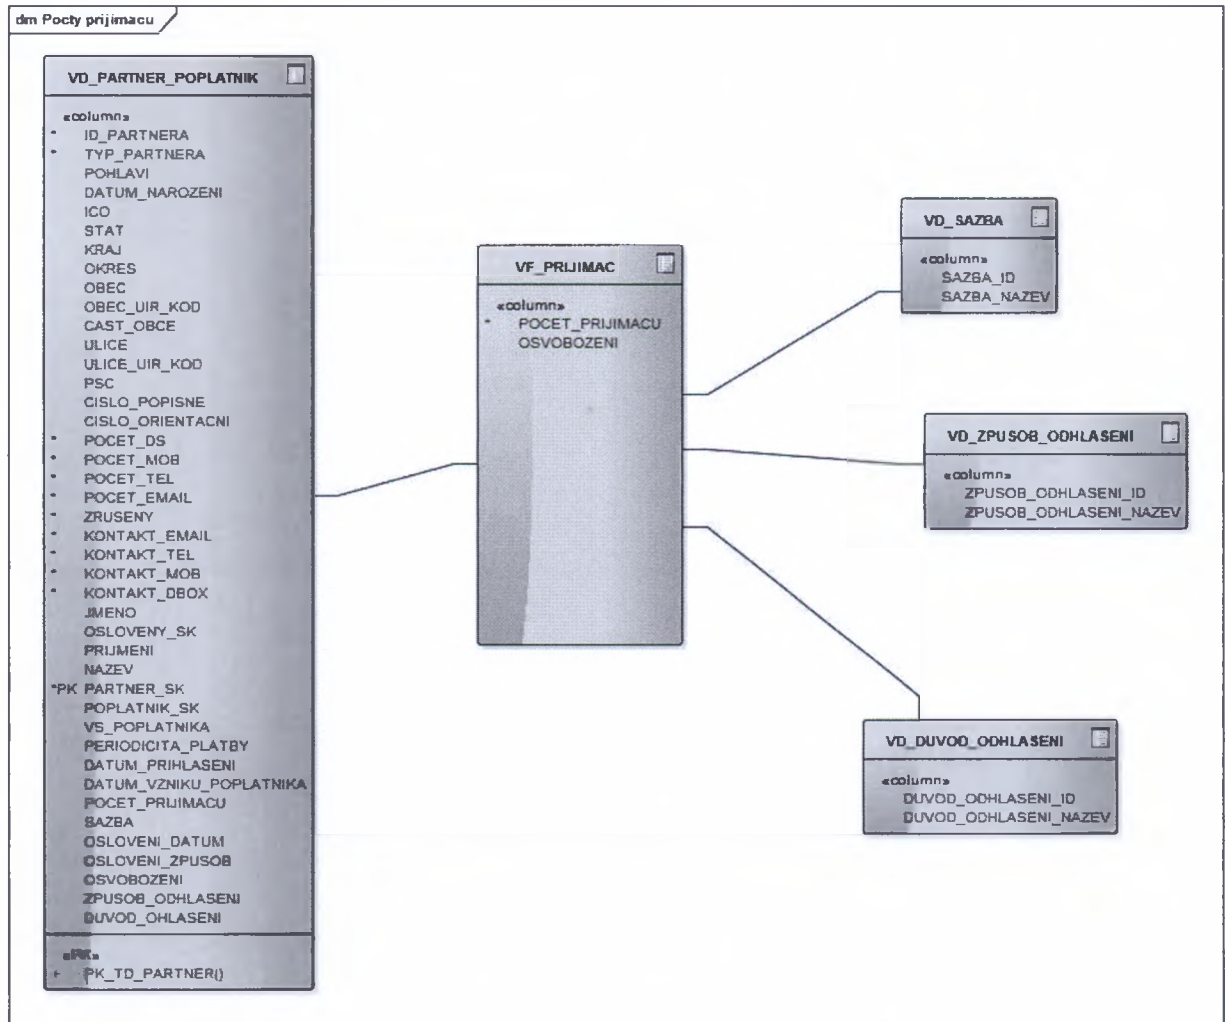 dm Pocty prijimacu
VD_PARTNER_POPLATNIK
«column»
* ID_PARTNERA
* TYP_PARTNERA
POHLAVI
DATUM_NAROZENI
ICO
STAT
KRAJ
OKRES
OBEC
OBEC_UIR_KOD
CAST_OBCE
ULICE
ULICE_UIR_KOD
PSC
CISLO_POPISNE
CISLO_ORIENTACNI
* POCET_DS
* POCET_MOB
* POCET_TEL
* POCET_EMAIL
* ZRUSENY
* KONTAKT_EMAIL
* KONTAKT_TEL
* KONTAKT_MOB
* KONTAKT_DBOX
JMENO
OSLOVENY_SK
PRIJMENI
NAZEV
*PK PARTNER_SK
POPLATNIK_SK
VS_POPLATNIKA
PERIODICITA_PLATBY
DATUM_PRIHLASENI
DATUM_VZNIKU_POPLATNIKA
POCET_PRIJIMACU
SAZBA
OSLOVENI_DATUM
OSLOVENI_ZPUSOB
OSVOBOZENI
ZPUSOB_ODHLASENI
DUVOD_OHLASENI
«PK»
+ PK_TD_PARTNER()
VF_PRIJIMAC
«column»
* POCET_PRIJIMACU
OSVOBOZENI
VD_SAZBA
«column»
SAZBA_ID
SAZBA_NAZEV
VD_ZPUSOB_ODHLASENI
«column»
ZPUSOB_ODHLASENI_ID
ZPUSOB_ODHLASENI_NAZEV
VD_DUVOD_ODHLASENI
«column»
DUVOD_ODHLASENI_ID
DUVOD_ODHLASENI_NAZEV